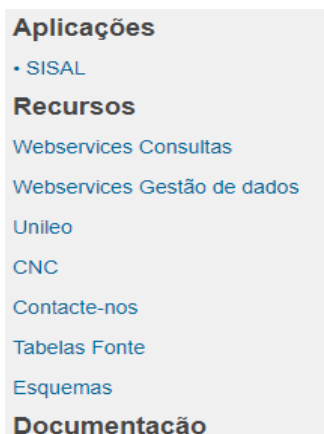 Aplicações
• SISAL
Recursos
Webservices Consultas
Webservices Gestão de dados
Unileo
CNC
Contacte-nos
Tabelas Fonte
Esquemas
Documentação